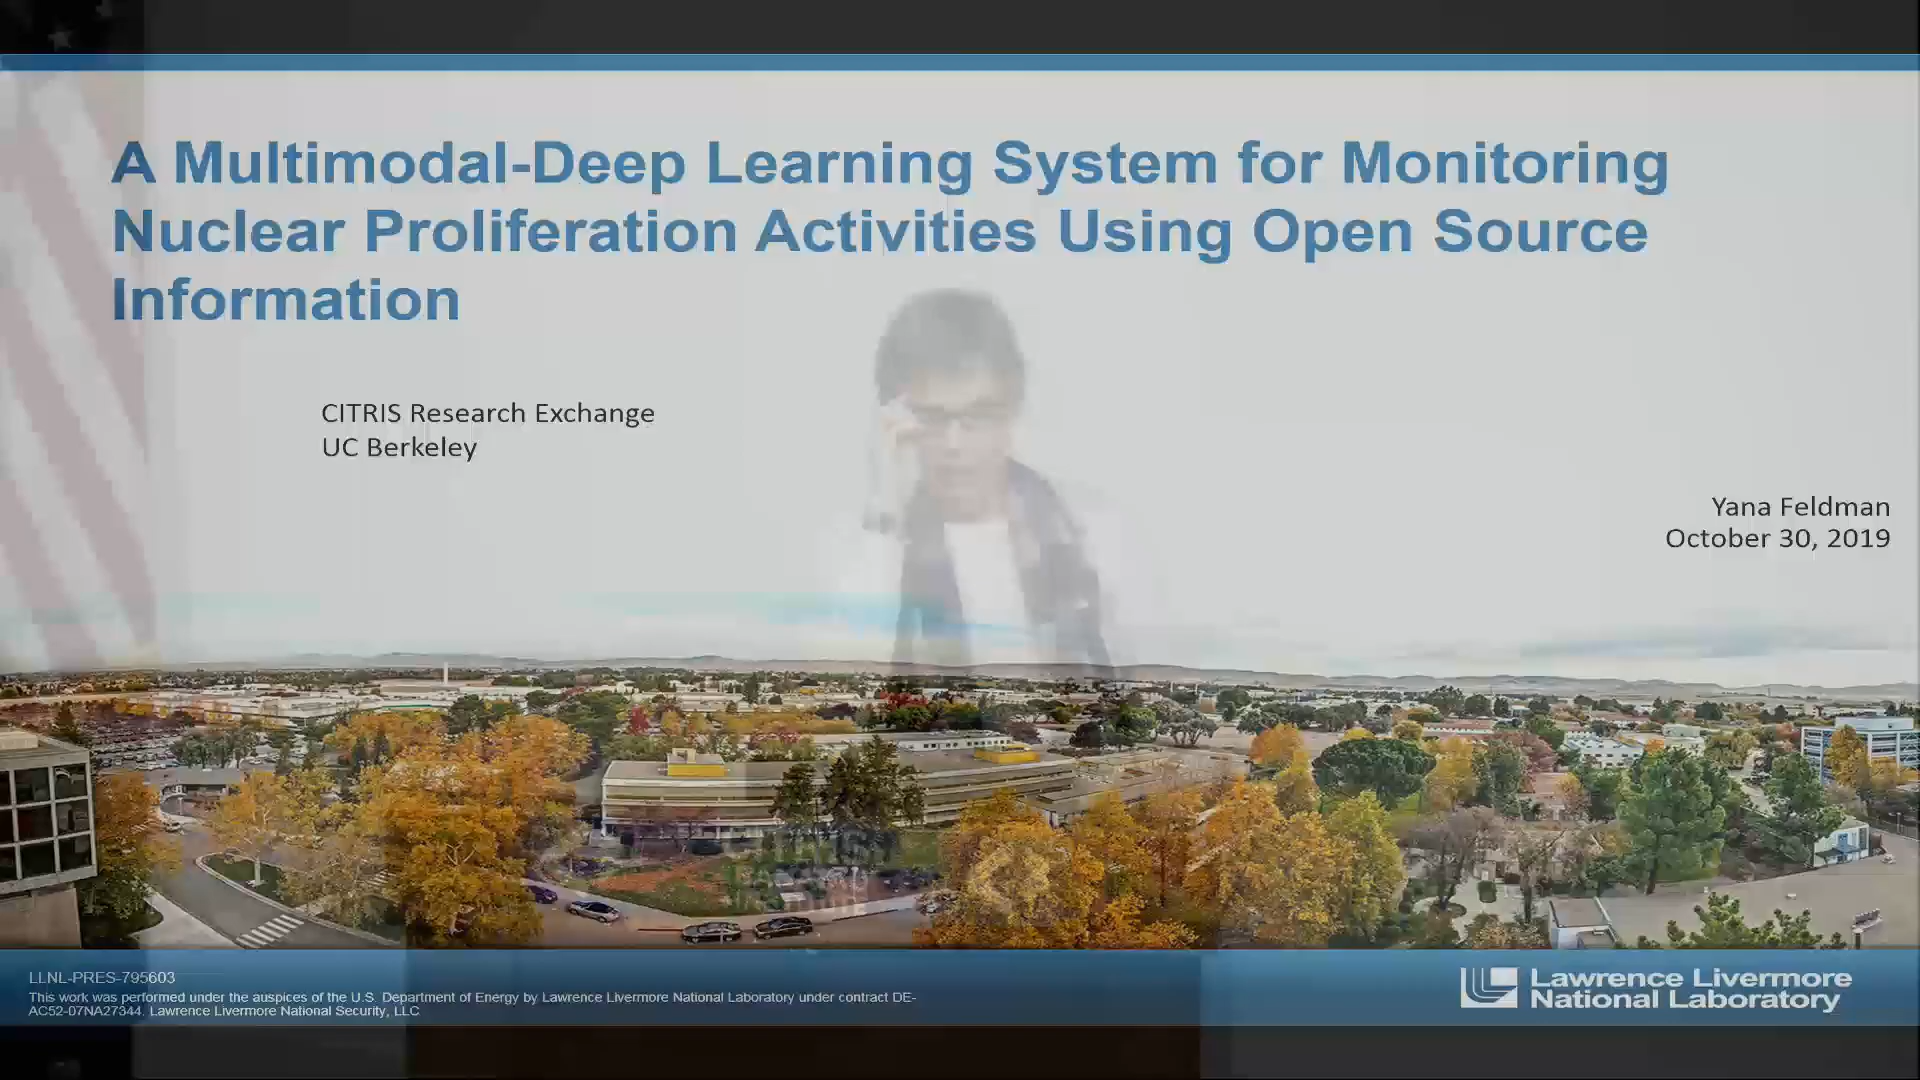 A Multimodal-Deep Learning System for Monitoring
Nuclear Proliferation Activities Using Open Source
Information
CITRIS Research Exchange
UC Berkeley
Yana Feldman
October 30, 2019
LLNL-PRES-795603
This work was performed under the auspices of the U.S. Department of Energy by Lawrence Livermore National Laboratory under contract DE-
AC52-07NA27344. Lawrence Livermore National Security, LLC
Lawrence Livermore
National Laboratory